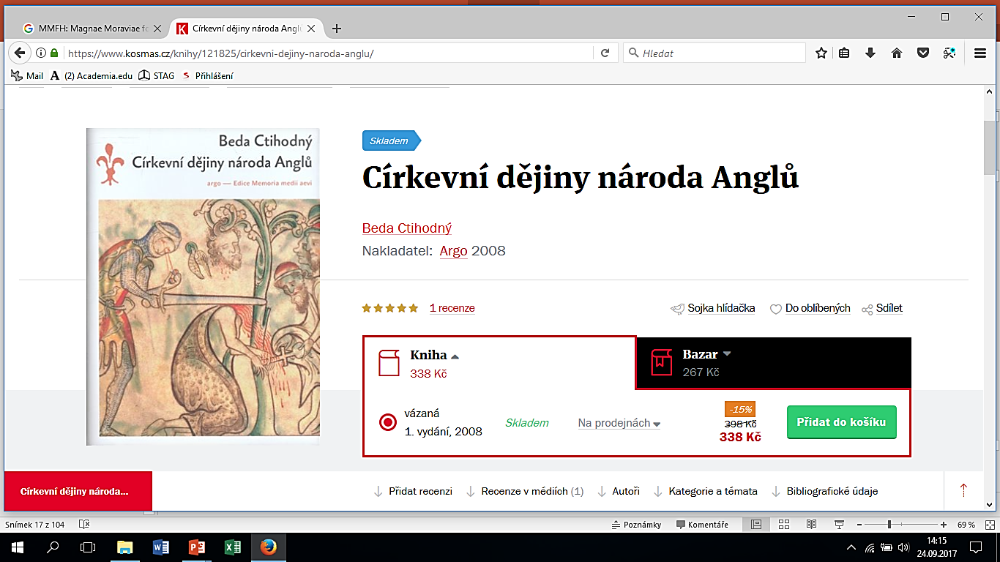 MMFH: Magnae Moraviae fo
Církevní dějiny národa Angl
https://www.kosmas.cz/knihy/121825/cirkevni-dejiny-naroda-anglu/
Hledat
Mail
(2) Academia.edu
STAG
Přihlášení
Beda Ctihodný
Církevní dějiny národa Anglů
argo — Edice Memoria medii aevi
Skladem
Církevní dějiny národa Anglů
Beda Ctihodný
Nakladatel: Argo 2008
1 recenze
Sojka hlídačka
Do oblíbených
Sdílet
Kniha
338 Kč
Bazar
267 Kč
vázaná
1. vydání, 2008
Skladem
Na prodejnách
-15%
398 Kč
338 Kč
Přidat do košíku
Církevní dějiny národa...
Přidat recenzi
Recenze v médiích (1)
Autoři
Kategorie a témata
Bibliografické údaje
Snímek 17 z 104
Poznámky
Komentáře
69 %
14:15
24.09.2017